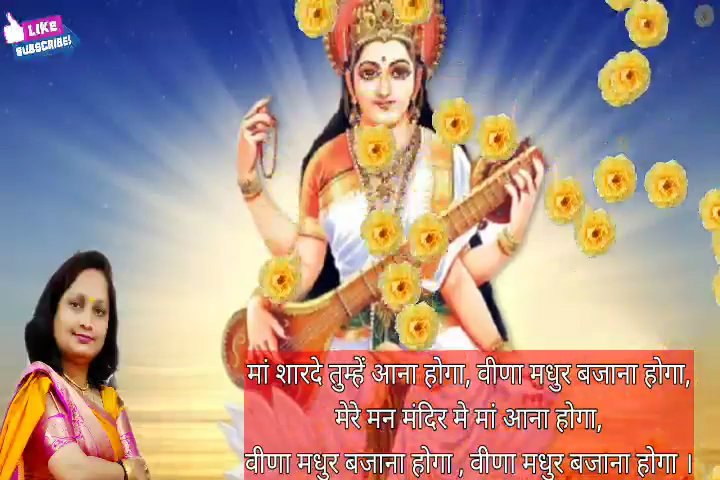 LIKE
SUBSCRIBE!
मां शारदे तुम्हें आना होगा, वीणा मधुर बजाना होगा,
मेरे मन मंदिर मे मां आना होगा,
वीणा मधुर बजाना होगा , वीणा मधुर बजाना होगा ।